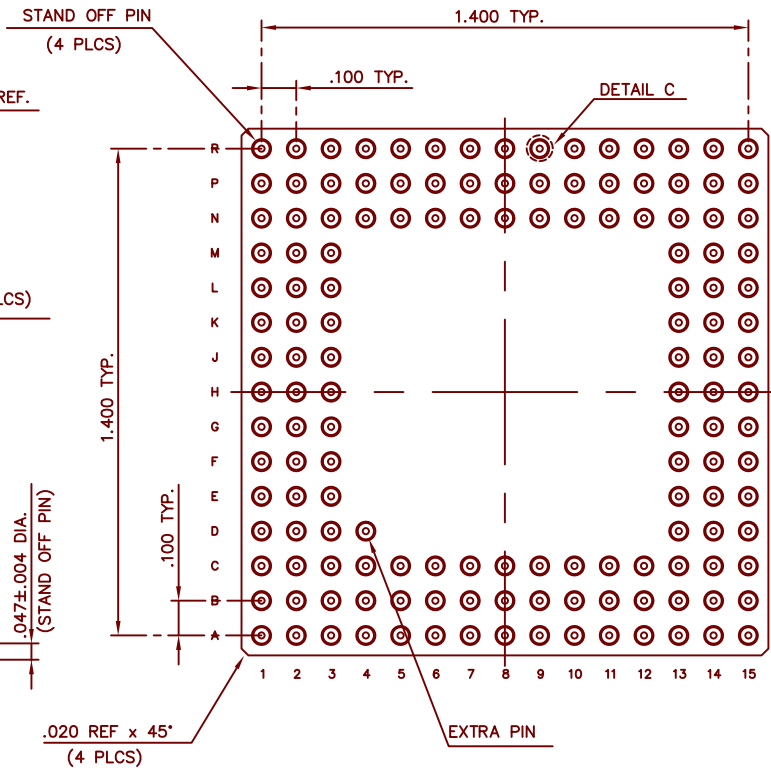 STAND OFF PIN
(4 PLCS)
1.400 TYP.
.100 TYP.
REF.
DETAIL C
R
P
N
M
L
K
J
H
G
F
E
D
C
B
A
LCS)
1.400 TYP.
.100 TYP.
.047±.004 DIA.
(STAND OFF PIN)
1 2 3 4 5 6 7 8 9 10 11 12 13 14 15
.020 REF x 45°
(4 PLCS)
EXTRA PIN